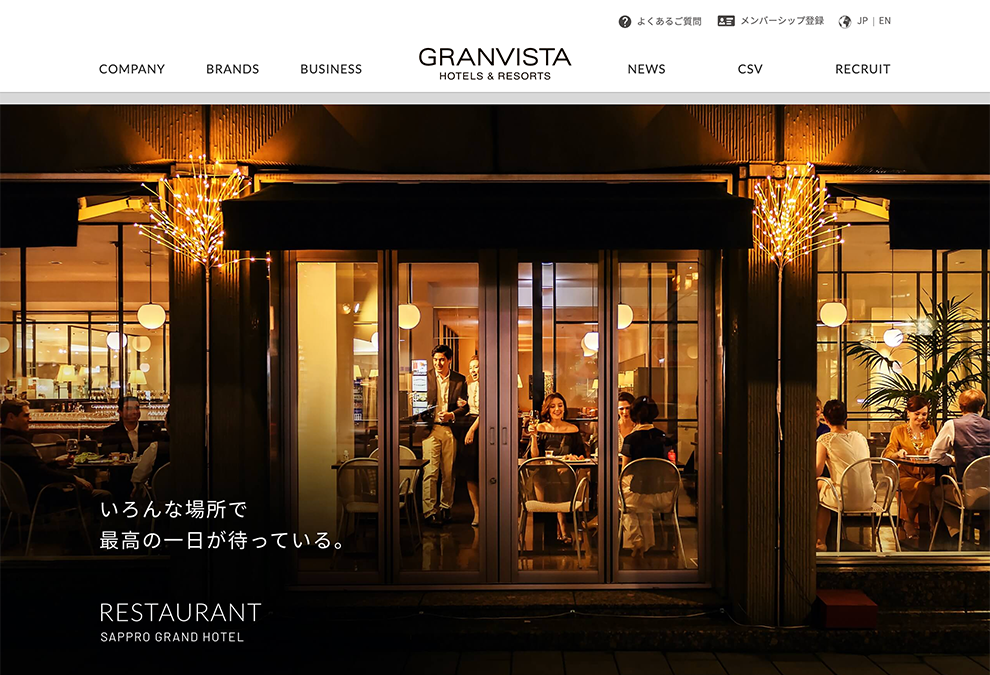 よくあるご質問
メンバーシップ登録
JP | EN
COMPANY
BRANDS
BUSINESS
GRANVISTA
HOTELS & RESORTS
NEWS
CSV
RECRUIT
いろんな場所で
最高の一日が待っている。
RESTAURANT
SAPPRO GRAND HOTEL